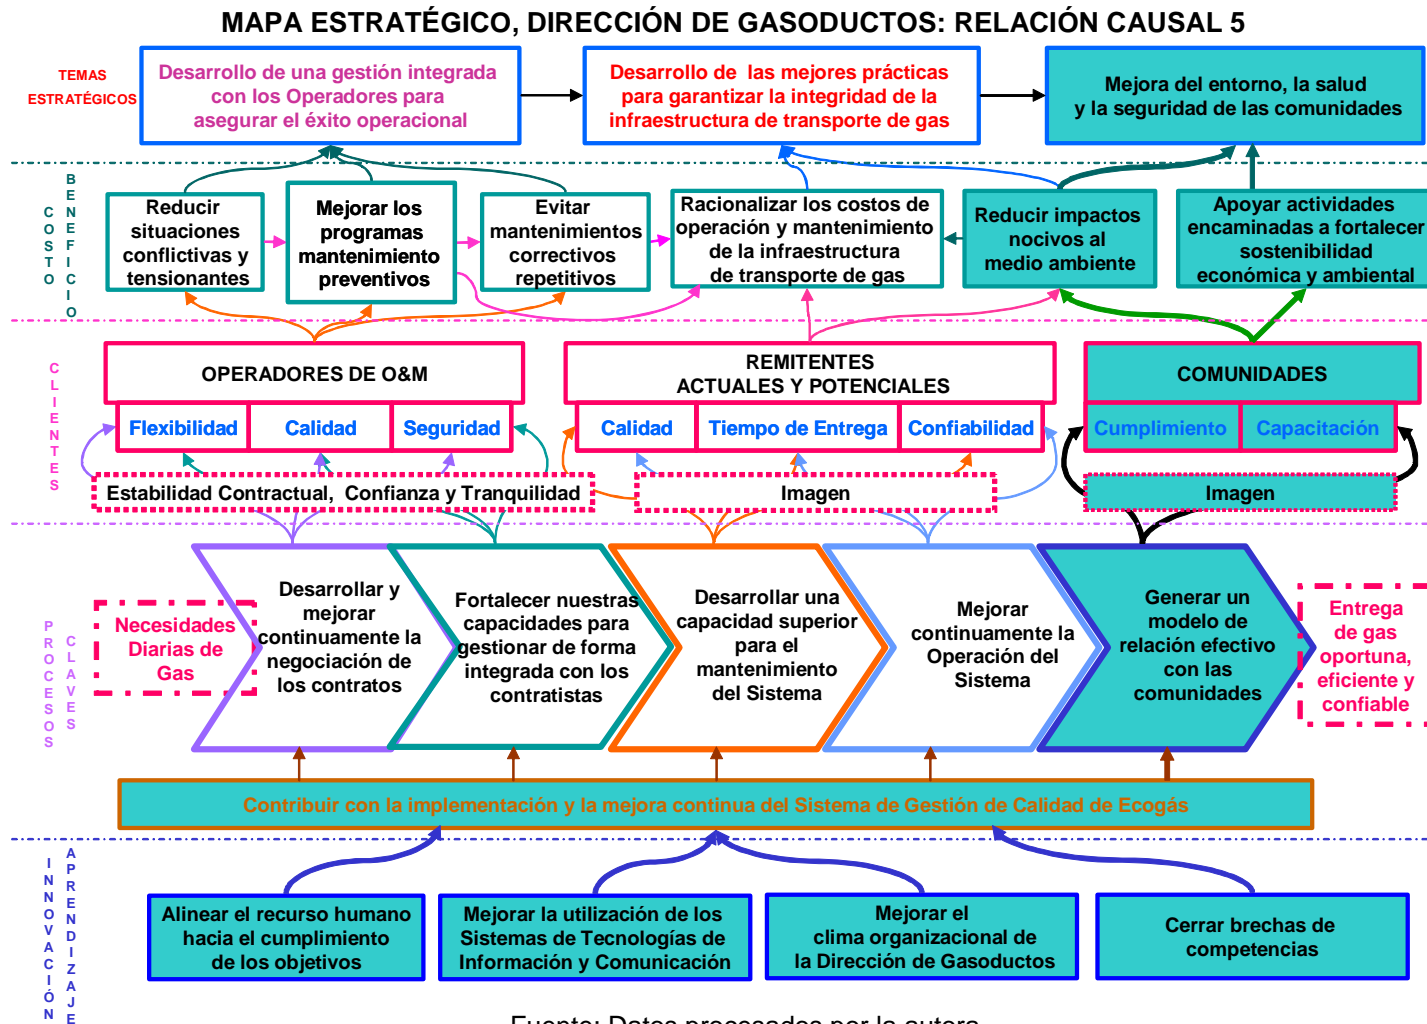 MAPA ESTRATÉGICO, DIRECCIÓN DE GASODUCTOS: RELACIÓN CAUSAL 5
TEMAS
ESTRATÉGICOS
Desarrollo de una gestión integrada
con los Operadores para
asegurar el éxito operacional
Desarrollo de las mejores prácticas
para garantizar la integridad de la
infraestructura de transporte de gas
Mejora del entorno, la salud
y la seguridad de las comunidades
COSTO
BENEFICIO
Reducir
situaciones
conflictivas y
tensionantes
Mejorar los
programas
mantenimiento
preventivos
Evitar
mantenimientos
correctivos
repetitivos
Racionalizar los costos de
operación y mantenimiento
de la infraestructura
de transporte de gas
Reducir impactos
nocivos al
medio ambiente
Apoyar actividades
encaminadas a fortalecer
sostenibilidad
económica y ambiental
CLIENTES
OPERADORES DE O&M
Flexibilidad
Calidad
Seguridad
Estabilidad Contractual, Confianza y Tranquilidad
REMITENTES
ACTUALES Y POTENCIALES
Calidad
Tiempo de Entrega
Confiabilidad
Imagen
COMUNIDADES
Cumplimiento
Capacitación
Imagen
PROCESOS
CLAVES
Necesidades
Diarias de
Gas
Desarrollar y
mejorar
continuamente la
negociación de
los contratos
Fortalecer nuestras
capacidades para
gestionar de forma
integrada con los
contratistas
Desarrollar una
capacidad superior
para el
mantenimiento
del Sistema
Mejorar
continuamente la
Operación del
Sistema
Generar un
modelo de
relación efectivo
con las
comunidades
Entrega
de gas
oportuna,
eficiente y
confiable
Contribuir con la implementación y la mejora continua del Sistema de Gestión de Calidad de Ecogás
INNOVACIÓN
APRENDIZAJE
Alinear el recurso humano
hacia el cumplimiento
de los objetivos
Mejorar la utilización de los
Sistemas de Tecnologías de
Información y Comunicación
Mejorar el
clima organizacional de
la Dirección de Gasoductos
Cerrar brechas de
competencias
Fuente: Datos procesados por la autora